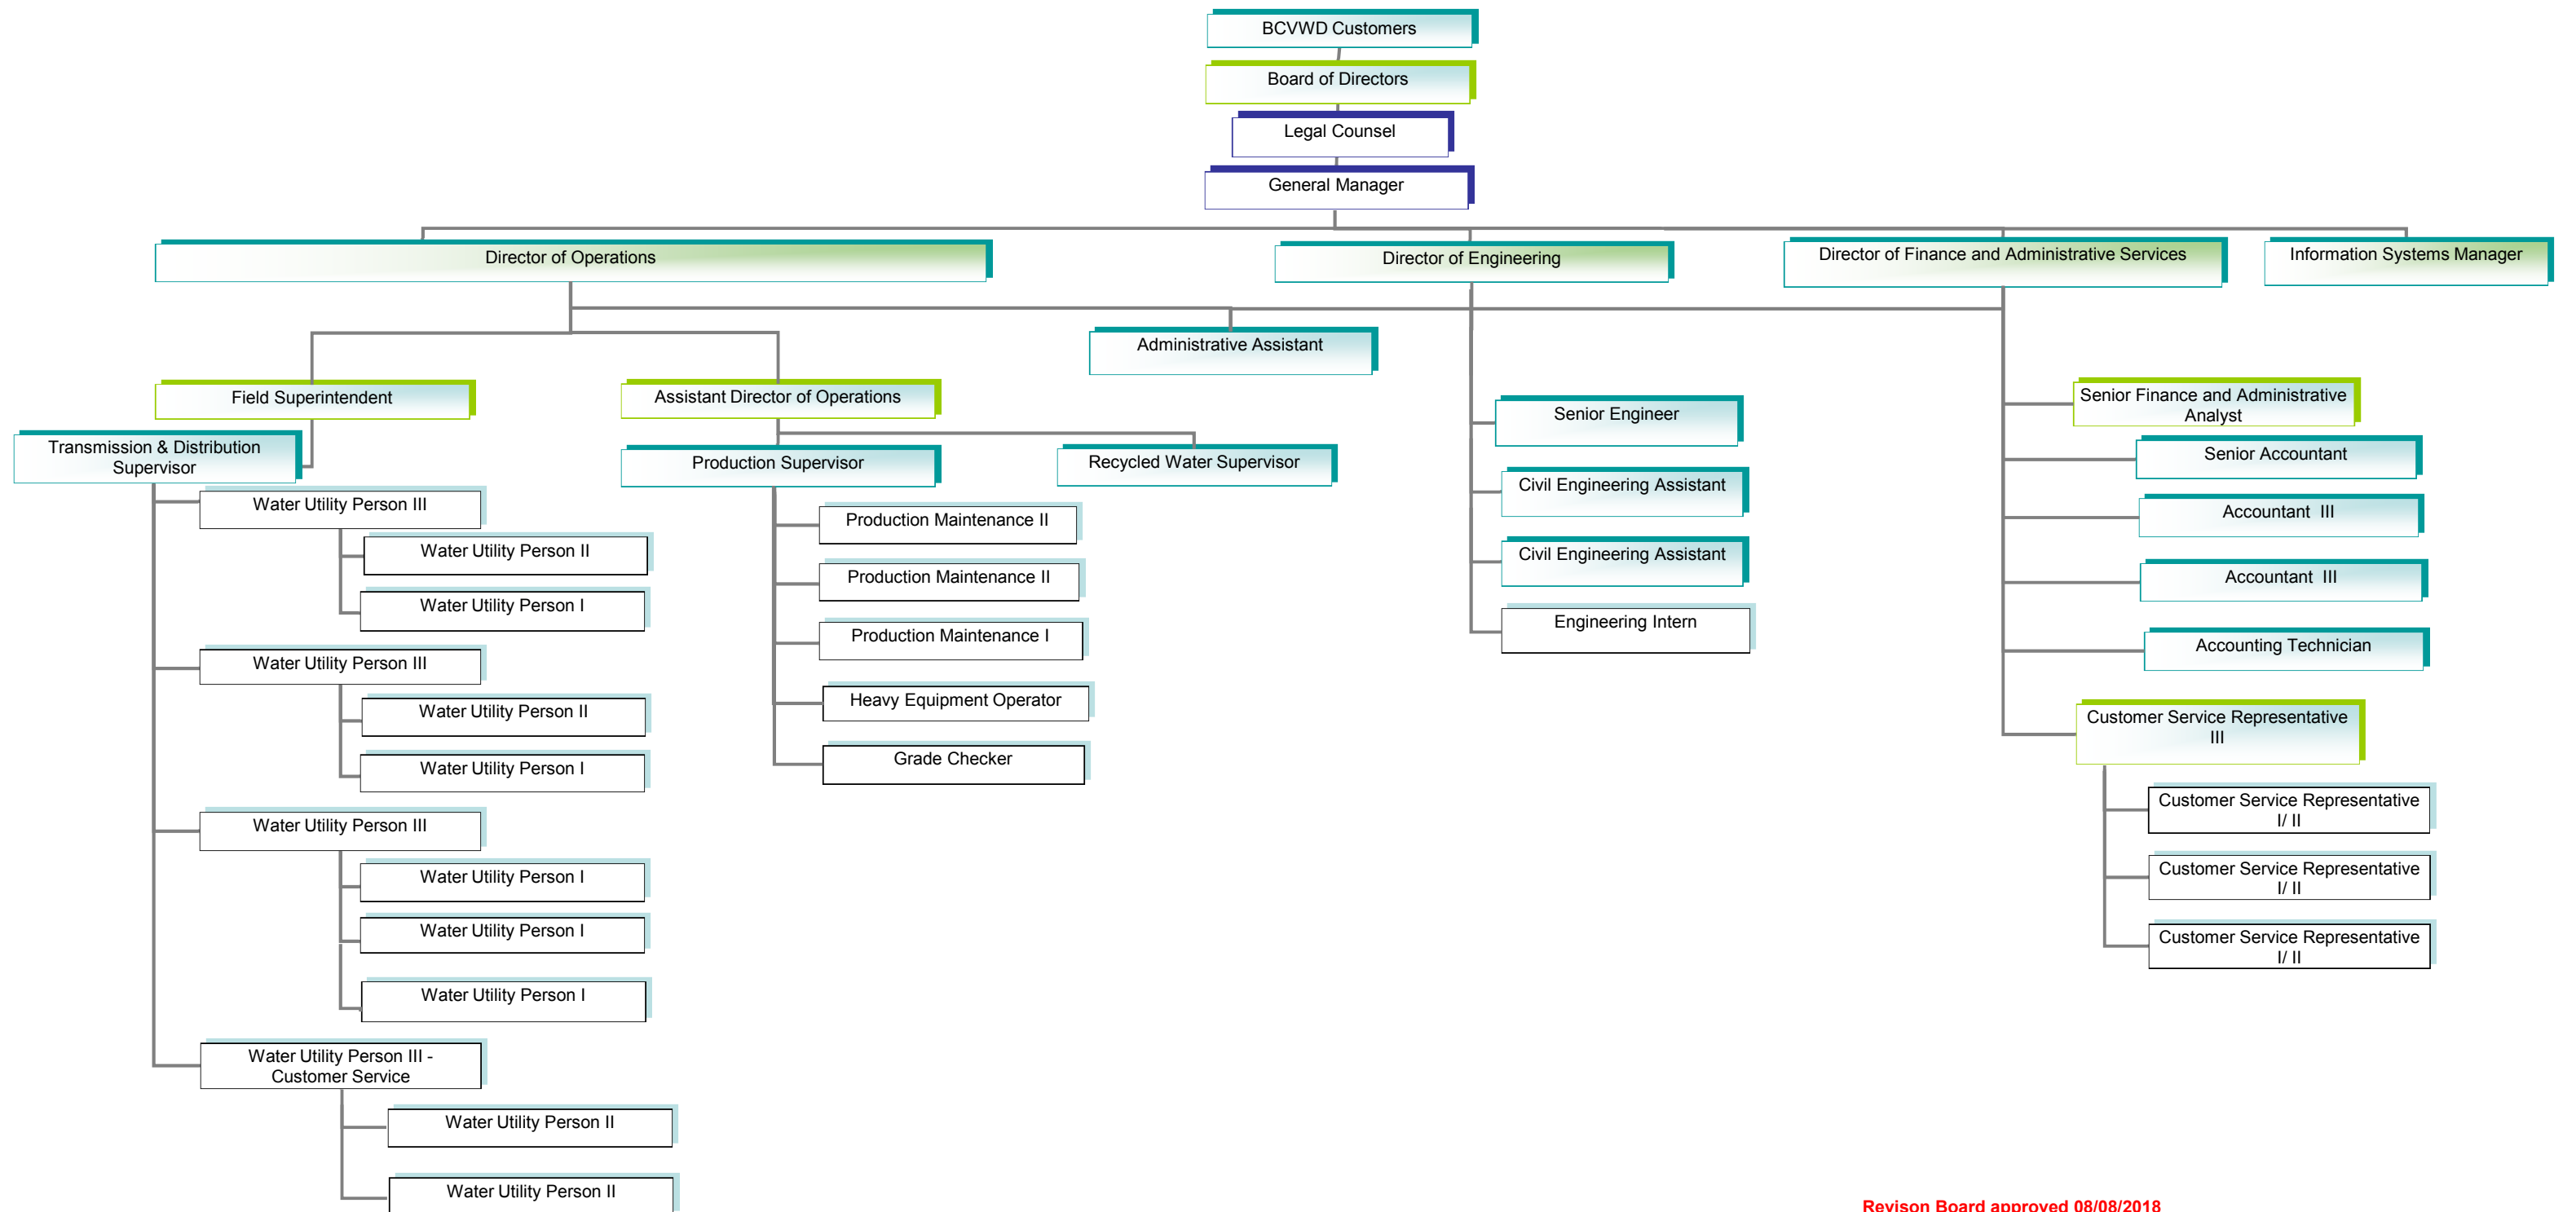 BCVWD Customers
Board of Directors
Legal Counsel
General Manager
Director of Operations
Director of Engineering
Director of Finance and Administrative Services
Information Systems Manager
Administrative Assistant
Field Superintendent
Transmission & Distribution
Supervisor
Water Utility Person III
Water Utility Person II
Water Utility Person I
Water Utility Person III
Water Utility Person II
Water Utility Person I
Water Utility Person III
Water Utility Person I
Water Utility Person I
Water Utility Person I
Water Utility Person III -
Customer Service
Water Utility Person II
Water Utility Person II
Assistant Director of Operations
Production Supervisor
Recycled Water Supervisor
Production Maintenance II
Production Maintenance II
Production Maintenance I
Heavy Equipment Operator
Grade Checker
Senior Engineer
Civil Engineering Assistant
Civil Engineering Assistant
Engineering Intern
Senior Finance and Administrative
Analyst
Senior Accountant
Accountant  III
Accountant  III
Accounting Technician
Customer Service Representative
III
Customer Service Representative
I/ II
Customer Service Representative
I/ II
Customer Service Representative
I/ II
Revison Board approved 08/08/2018